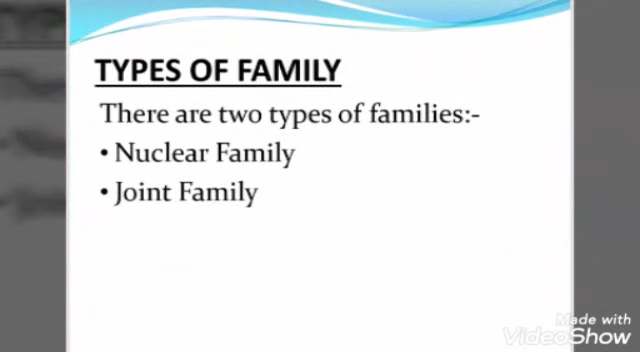 TYPES OF FAMILY
There are two types of families:-
• Nuclear Family
• Joint Family
Made with
VideoShow